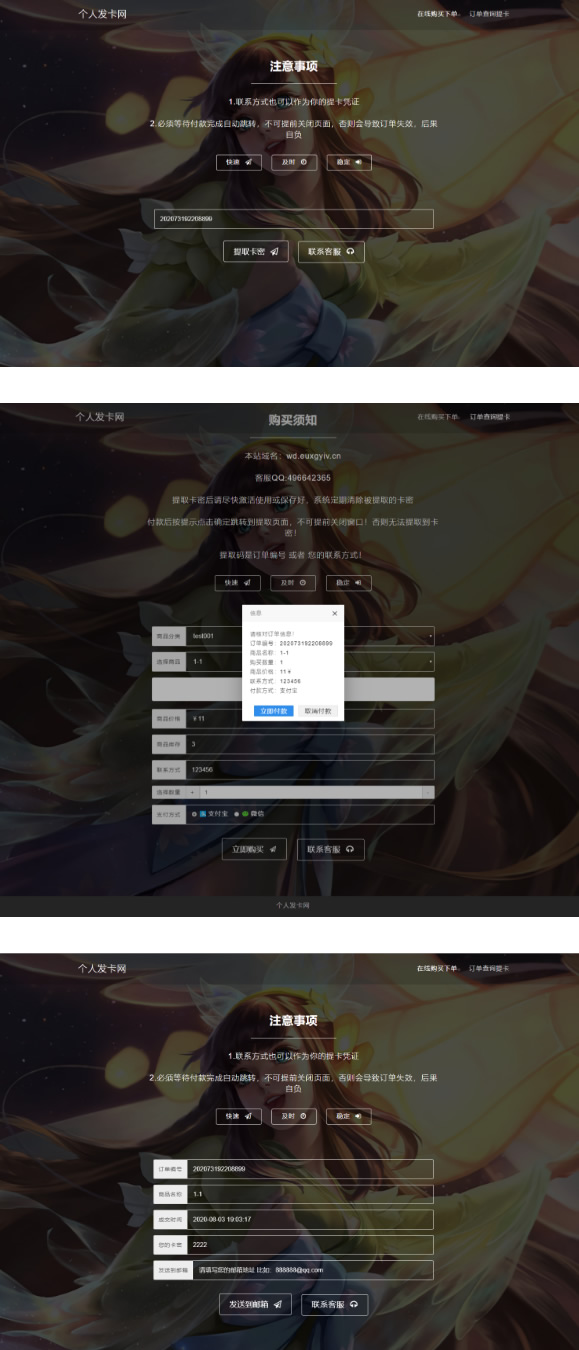 个人发卡网
在线购买下单. 订单查询提卡
注意事项
1.联系方式也可以作为你的提卡凭证
2.必须等待付款完成自动跳转，不可提前关闭页面，否则会导致订单失效，后果
自负
快速 及时 稳定
202073192208899
提取卡密 联系客服
个人发卡网
在线购买下单. 订单查询提卡
购买须知
本站域名：wd.euxgyiv.cn
客服QQ:496642365
提取卡密后请尽快激活使用或保存好，系统定期清除被提取的卡密
付款后按提示点击确定跳转到提取页面，不可提前关闭窗口！否则无法提取到卡
密！
提取码是订单编号 或者 您的联系方式！
快速 及时 稳定
信息 ×
请核对订单信息！
订单编号：202073192208899
商品名称：1-1
购买数量：1
商品价格：11￥
联系方式：123456
付款方式：支付宝
立即付款 取消付款
商品分类 test001
选择商品 1-1
商品价格 ¥ 11
商品库存 3
联系方式 123456
选择数量 + 1 -
支付方式 支付宝 微信
立即购买 联系客服
个人发卡网
个人发卡网
在线购买下单. 订单查询提卡
注意事项
1.联系方式也可以作为你的提卡凭证
2.必须等待付款完成自动跳转，不可提前关闭页面，否则会导致订单失效，后果
自负
快速 及时 稳定
订单编号 202073192208899
商品名称 1-1
提交时间 2020-08-03 19:03:17
您的卡密 2222
发送到邮箱 请填写您的邮箱地址 比如：888888@qq.com
发送到邮箱 联系客服